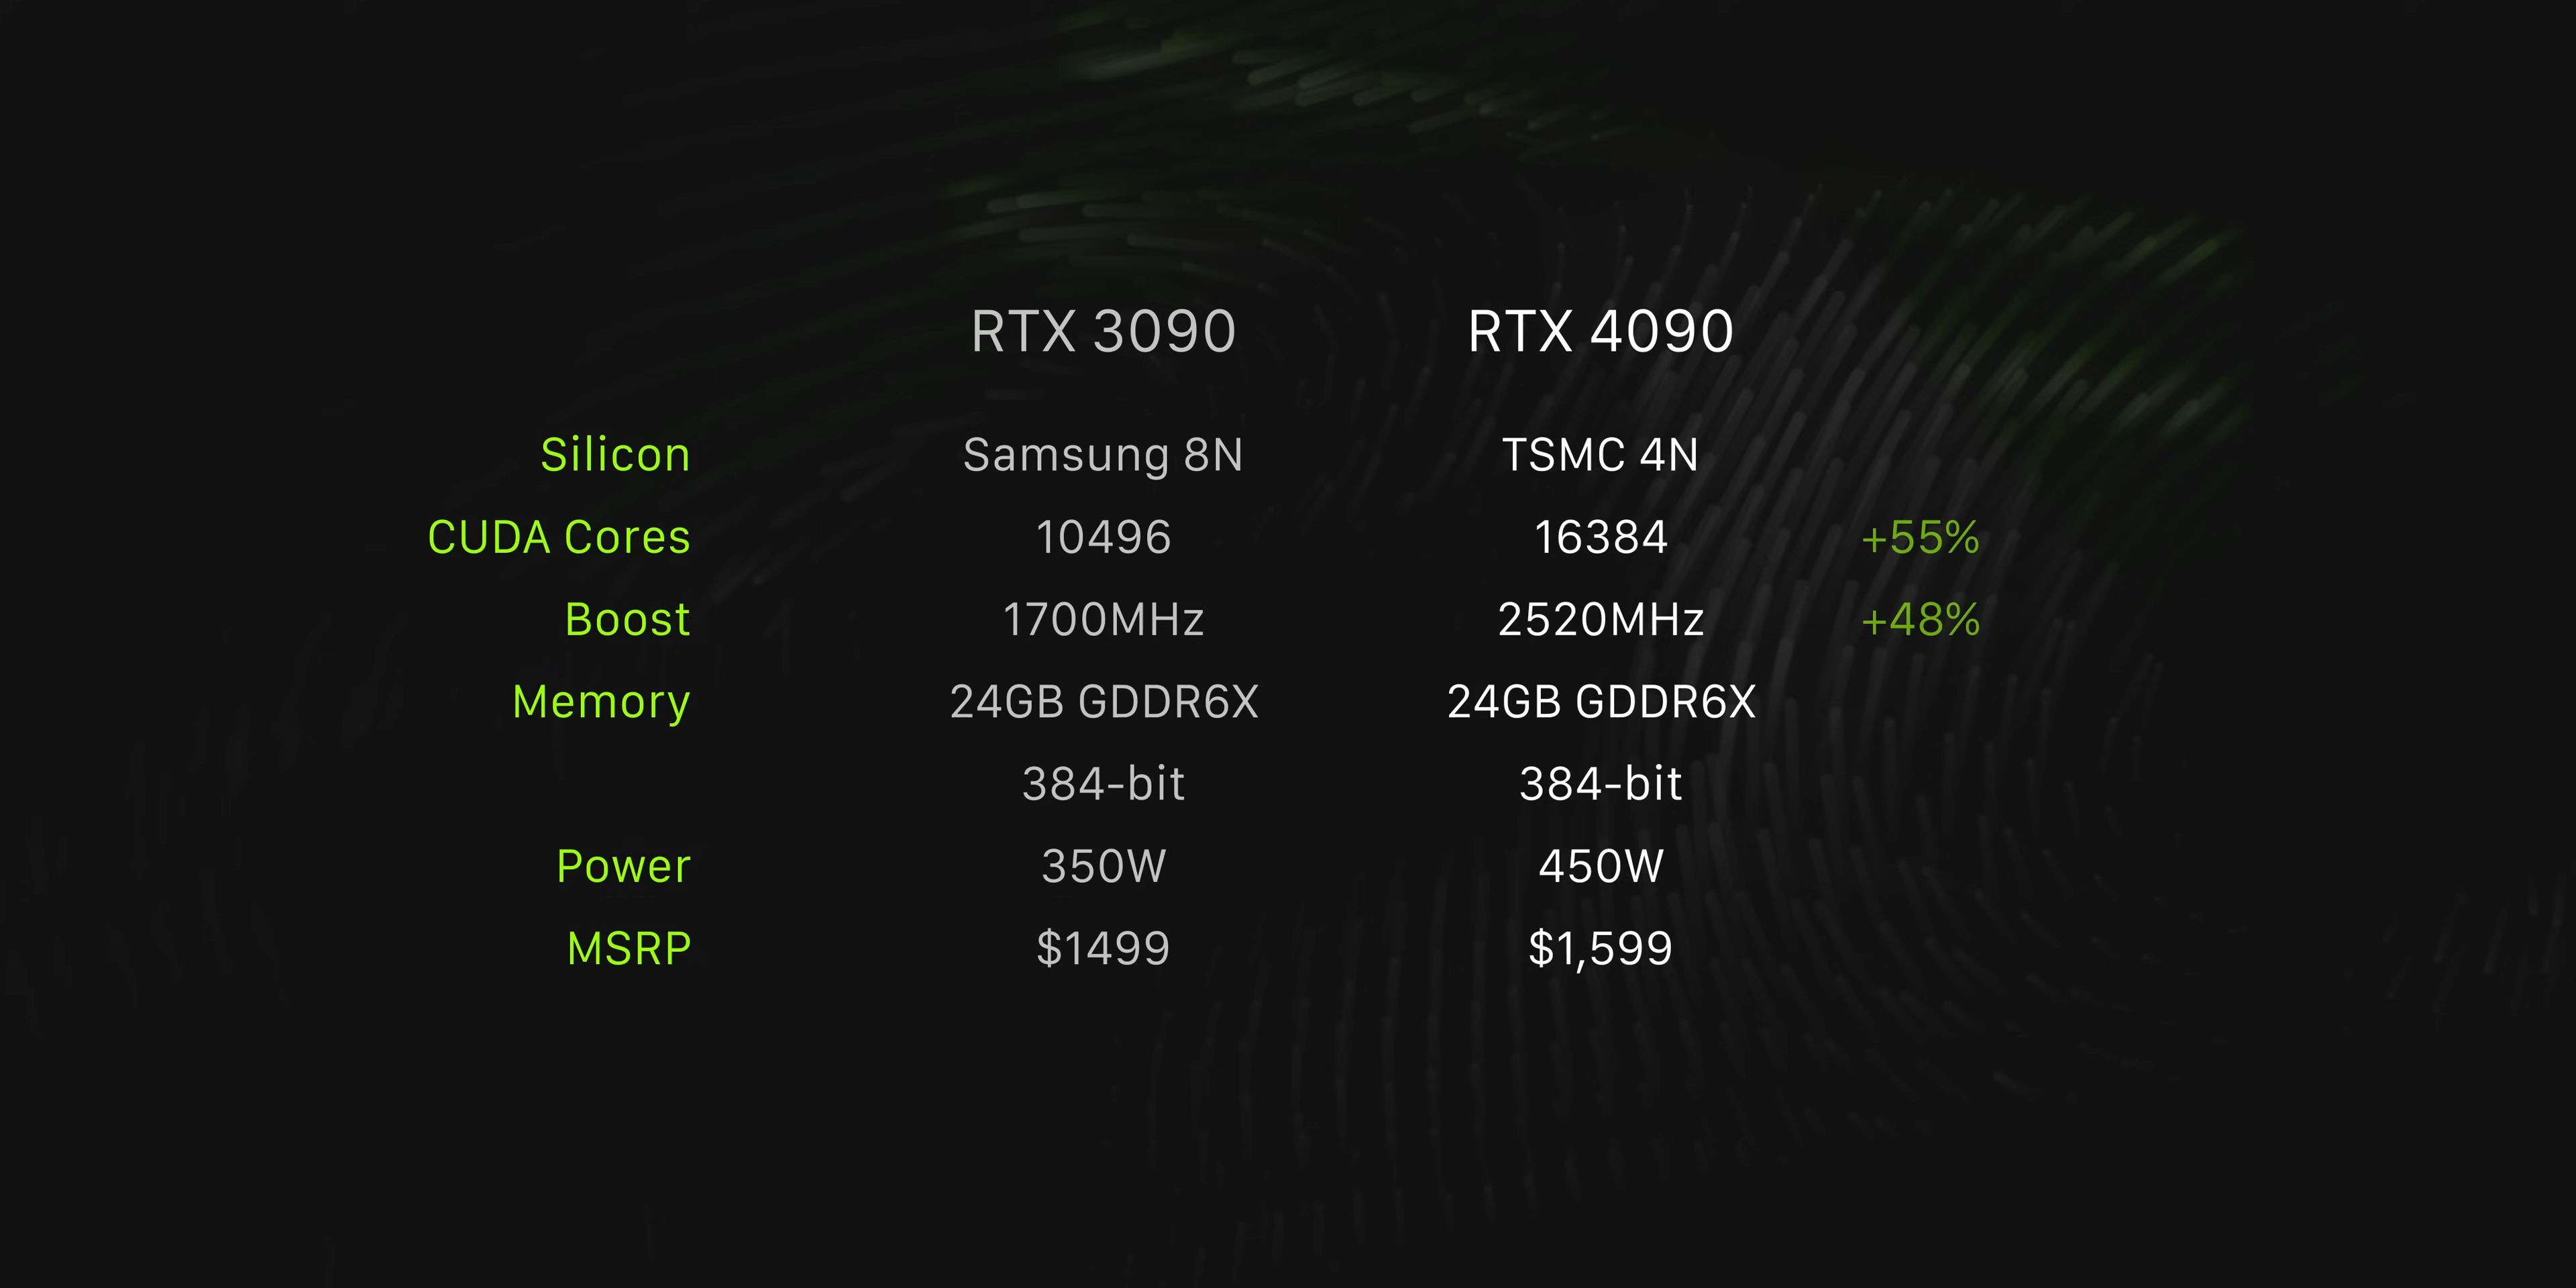 RTX 3090 RTX 4090
Silicon Samsung 8N TSMC 4N
CUDA Cores 10496 16384 +55%
Boost 1700MHz 2520MHz +48%
Memory 24GB GDDR6X 24GB GDDR6X
384-bit 384-bit
Power 350W 450W
MSRP $1499 $1,599